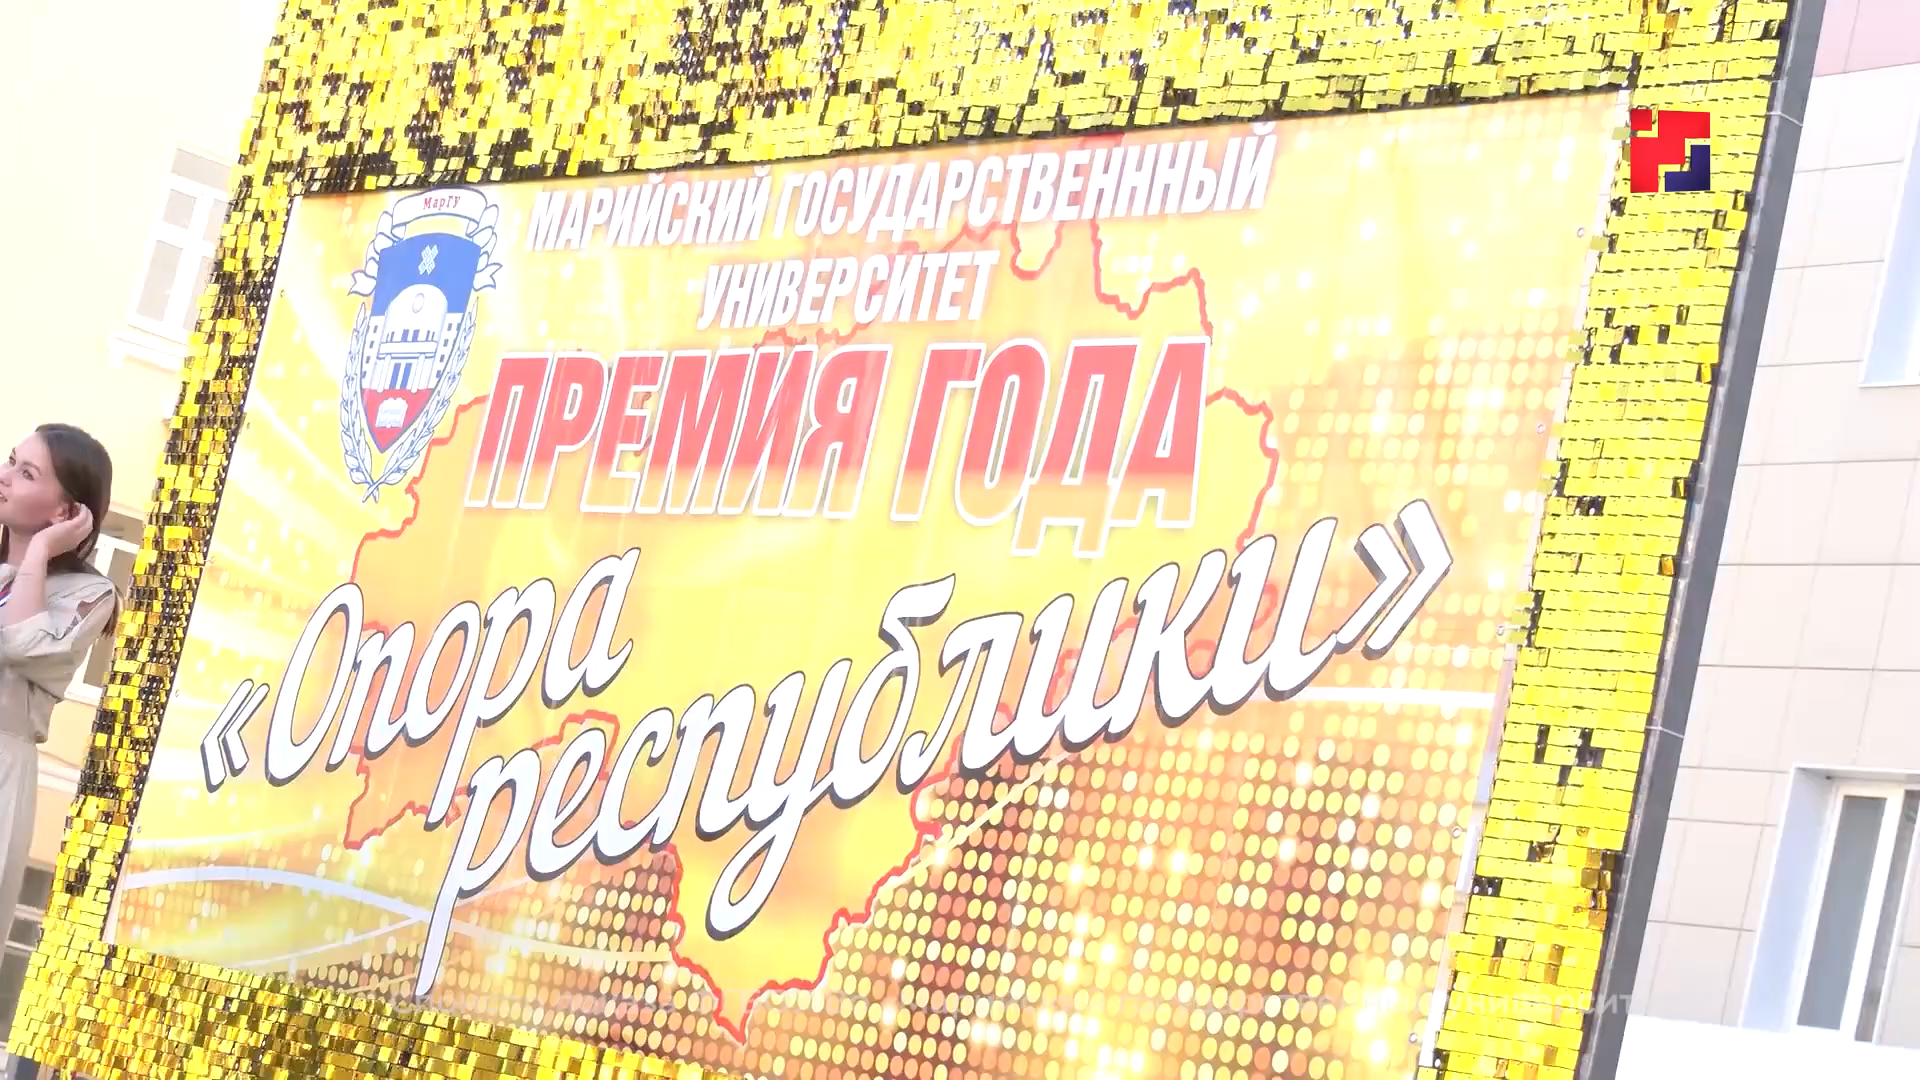 МарГУ
МАРИЙСКИЙ ГОСУДАРСТВЕНННЫЙ
УНИВЕРСИТЕТ
ПРЕМИЯ ГОДА
«Опора
республики»